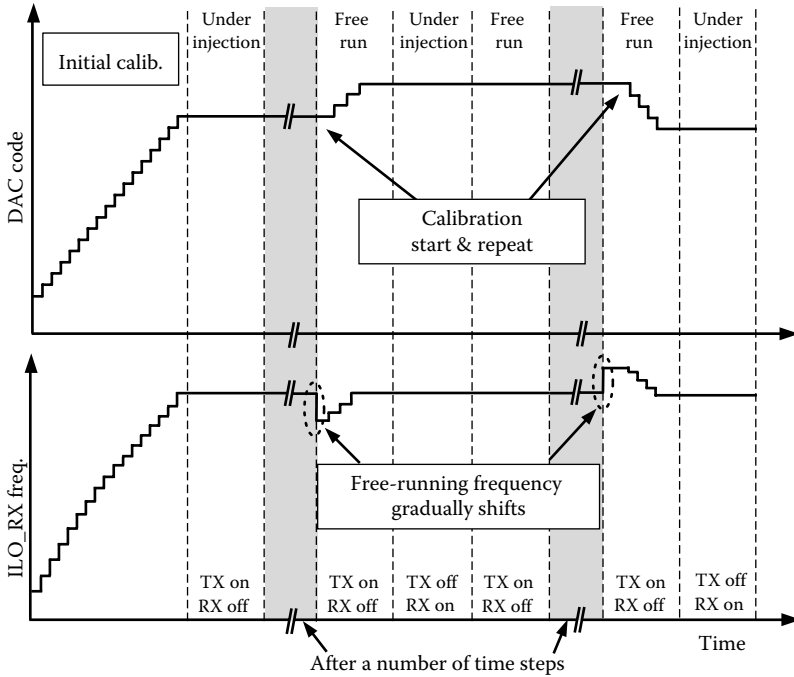 Under
injection
Free
run
Under
injection
Free
run
Free
run
Under
injection
Initial calib.
DAC code
Calibration
start & repeat
ILO_RX freq.
Free-running frequency
gradually shifts
TX on
RX off
TX on
RX off
TX off
RX on
TX on
RX off
TX on
RX off
TX off
RX on
Time
After a number of time steps